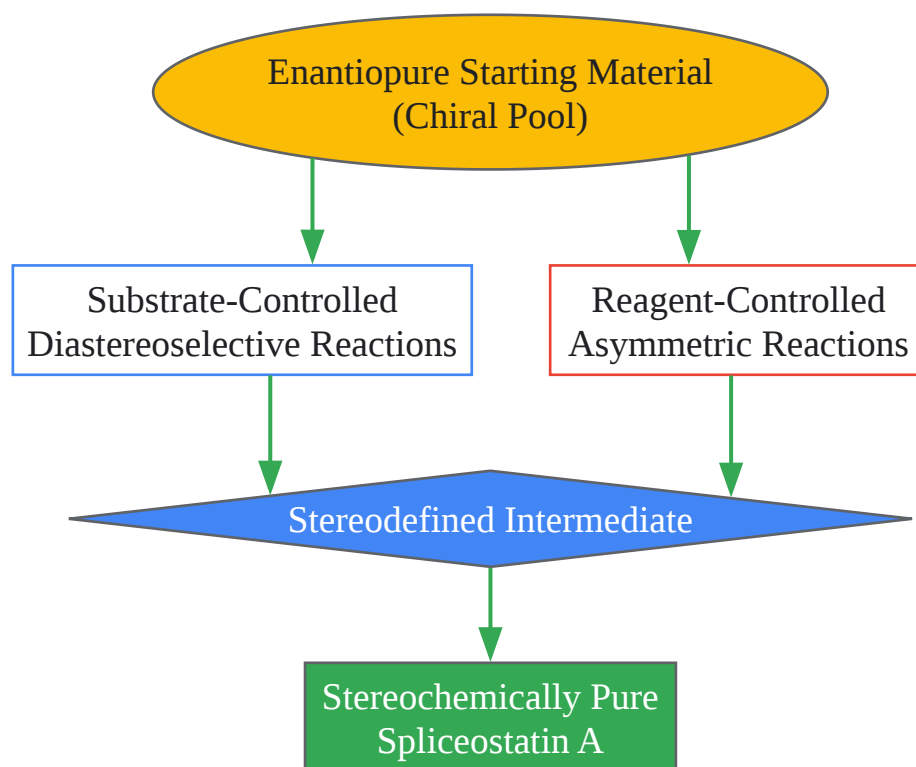 Enantiopure Starting Material
(Chiral Pool)
Substrate-Controlled
Diastereoselective Reactions
Reagent-Controlled
Asymmetric Reactions
Stereodefined Intermediate
Stereochemically Pure
Spliceostatin A